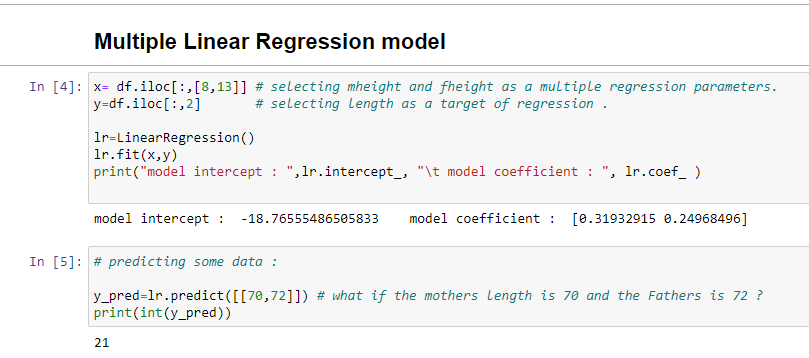 Multiple Linear Regression model
In [4]: x= df.iloc[:,[8,13]] # selecting mheight and fheight as a multiple regression parameters.
y=df.iloc[:,2] # selecting length as a target of regression .
lr=LinearRegression()
lr.fit(x,y)
print("model intercept : ",lr.intercept_, "\t model coefficient : ", lr.coef_ )
model intercept : -18.76555486505833 model coefficient : [0.31932915 0.24968496]
In [5]: # predicting some data :
y_pred=lr.predict([[70,72]]) # what if the mothers length is 70 and the Fathers is 72 ?
print(int(y_pred))
21